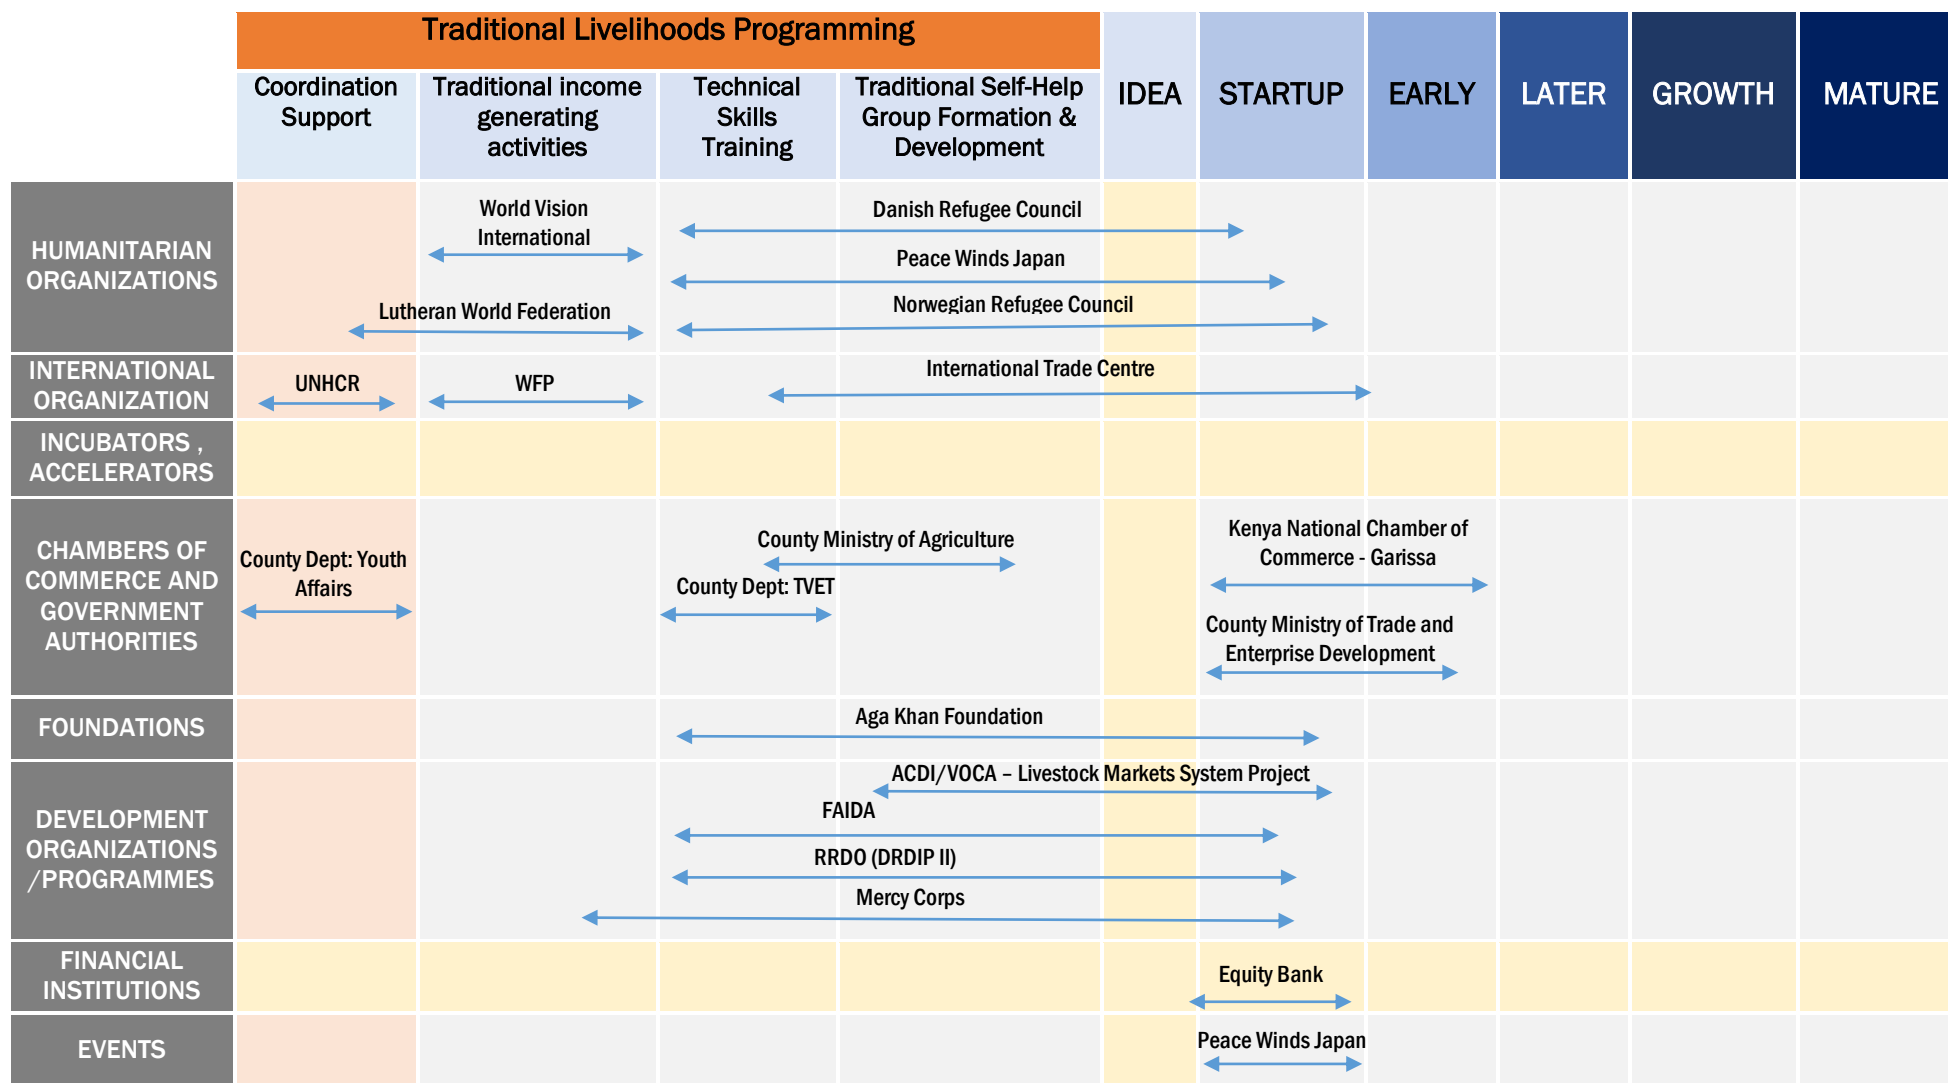 Traditional Livelihoods Programming
Coordination
Support
Traditional income
generating
activities
Technical
Skills
Training
Traditional Self-Help
Group Formation &
Development
IDEA
STARTUP
EARLY
LATER
GROWTH
MATURE
HUMANITARIAN
ORGANIZATIONS
World Vision
International
Danish Refugee Council
Peace Winds Japan
Lutheran World Federation
Norwegian Refugee Council
INTERNATIONAL
ORGANIZATION
UNHCR
WFP
International Trade Centre
INCUBATORS ,
ACCELERATORS
CHAMBERS OF
COMMERCE AND
GOVERNMENT
AUTHORITIES
County Dept: Youth
Affairs
County Ministry of Agriculture
County Dept: TVET
Kenya National Chamber of
Commerce - Garissa
County Ministry of Trade and
Enterprise Development
FOUNDATIONS
Aga Khan Foundation
DEVELOPMENT
ORGANIZATIONS
/PROGRAMMES
ACDI/VOCA – Livestock Markets System Project
FAIDA
RRDO (DRDIP II)
Mercy Corps
FINANCIAL
INSTITUTIONS
Equity Bank
EVENTS
Peace Winds Japan